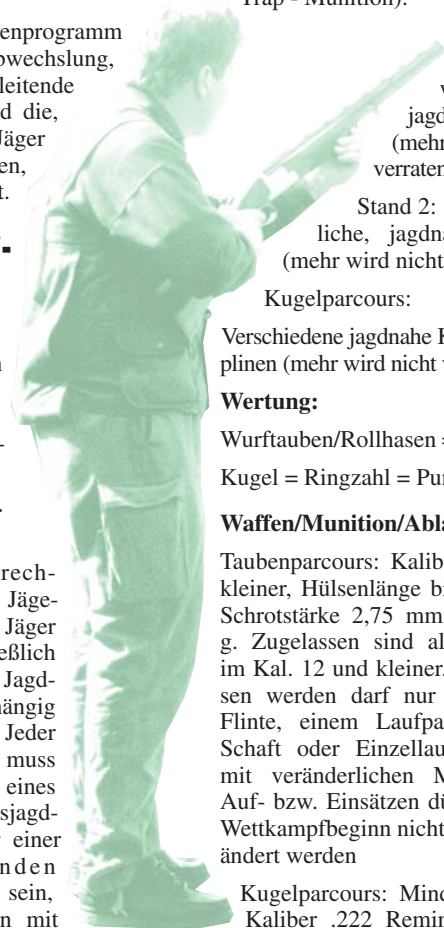 enprogramm
bwechslung,
leitende
d die,
Jäger
en,
t.
rech-
Jäge-
Jäger
eßlich
Jagd-
ängig
Jeder
muss
eines
sjagd-
einer
nden
sein,
n mit
Trap - Munition).
jagd
(mehr
verraten
Stand 2:
liche, jagdna
(mehr wird nicht
Kugelparcours:
Verschiedene jagdnahe K
plinen (mehr wird nicht v
Wertung:
Wurftauben/Rollhasen =
Kugel = Ringzahl = Pun
Waffen/Munition/Abla
Taubenparcours: Kalib
kleiner, Hülsenlänge b
Schrotstärke 2,75 mm
g. Zugelassen sind al
im Kal. 12 und kleiner.
sen werden darf nur
Flinte, einem Laufpa
Schaft oder Einzellau
mit veränderlichen M
Auf- bzw. Einsätzen dü
Wettkampfbeginn nicht
ändert werden
Kugelparcours: Mind
Kaliber .222 Remin